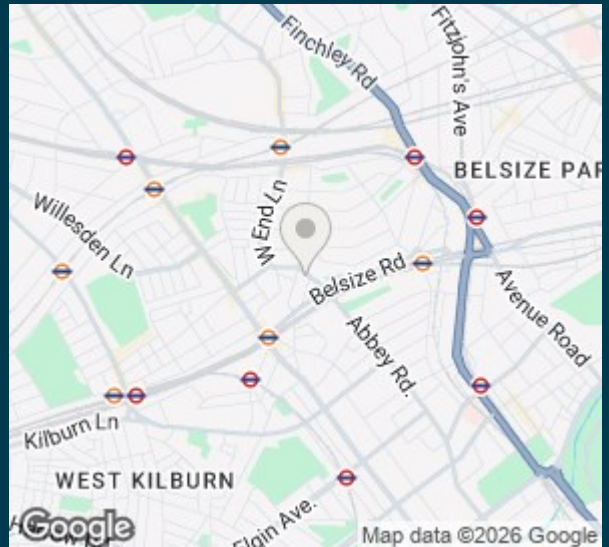 Finchley Rd
Fitzjohn's Ave
BELSIZE PAR
Willesden Ln
W End Ln
Belsize Rd
Avenue Road
Abbey Rd.
Kilburn Ln
WEST KILBURN
Elgin Ave.
Google
Map data ©2026 Google